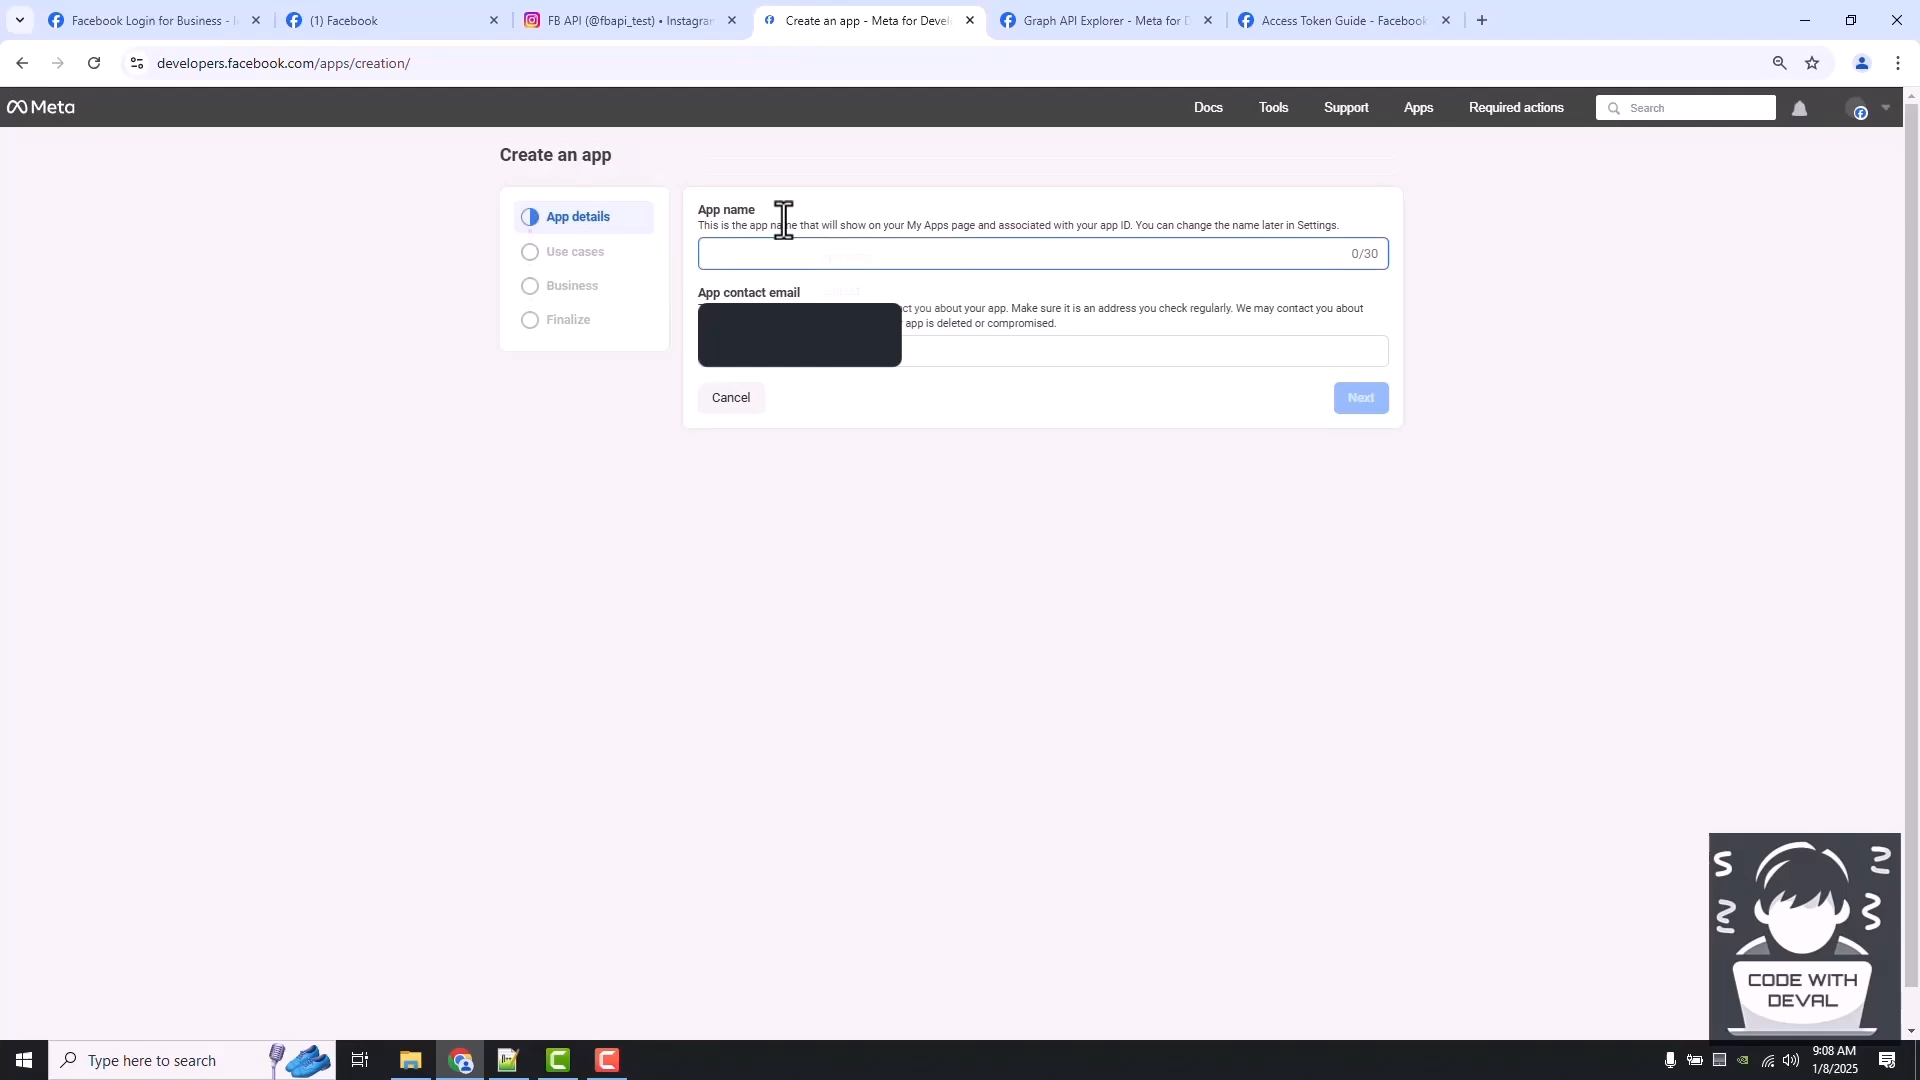 Facebook Login for Business - I
(1) Facebook
FB API (@fbapi_test) • Instagram
Create an app - Meta for Devel
Graph API Explorer - Meta for D
Access Token Guide - Facebook
developers.facebook.com/apps/creation/
Meta
Docs
Tools
Support
Apps
Required actions
Search
Create an app
App details
Use cases
Business
Finalize
App name
This is the app name that will show on your My Apps page and associated with your app ID. You can change the name later in Settings.
0/30
App contact email
ct you about your app. Make sure it is an address you check regularly. We may contact you about
app is deleted or compromised.
Cancel
Next
CODE WITH
DEVAL
Type here to search
9:08 AM
1/8/2025